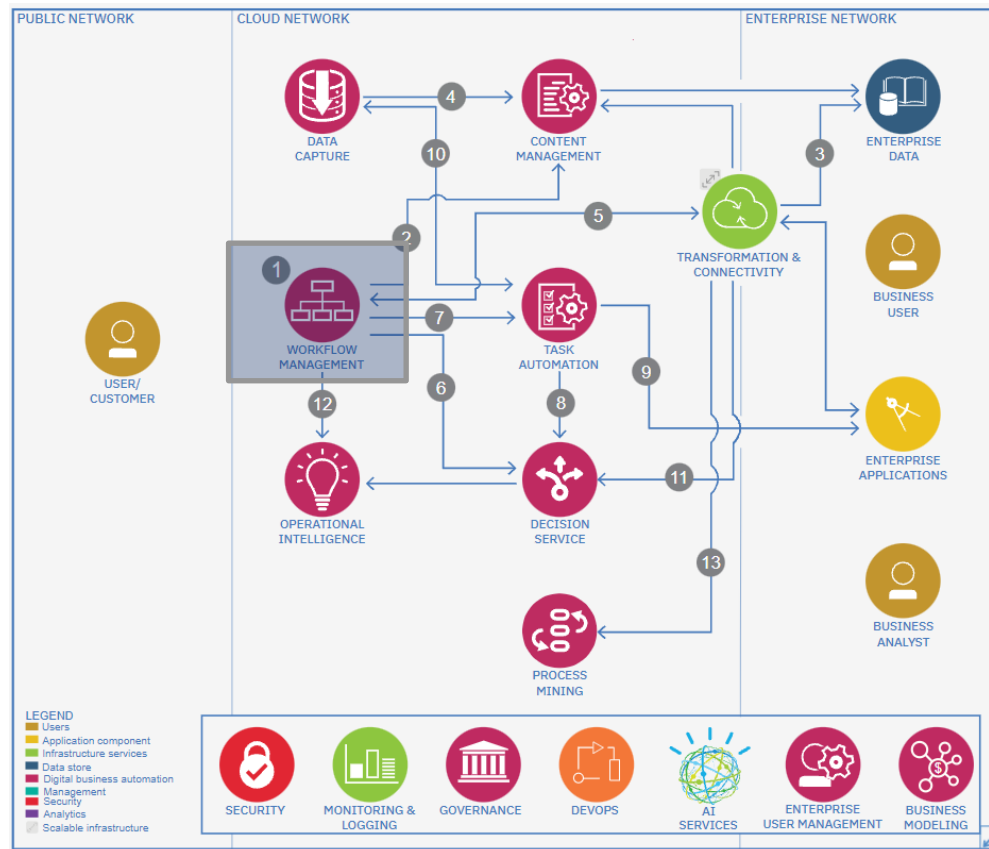 PUBLIC NETWORK
CLOUD NETWORK
ENTERPRISE NETWORK
4
DATA
CAPTURE
CONTENT
MANAGEMENT
ENTERPRISE
DATA
10
3
5
2
TRANSFORMATION &
CONNECTIVITY
BUSINESS
USER
1
7
WORKFLOW
MANAGEMENT
TASK
AUTOMATION
USER/
CUSTOMER
6
9
12
8
ENTERPRISE
APPLICATIONS
11
OPERATIONAL
INTELLIGENCE
DECISION
SERVICE
13
BUSINESS
ANALYST
PROCESS
MINING
LEGEND
Users
Application component
Infrastructure services
Data store
Digital business automation
Management
Security
Analytics
Scalable infrastructure
SECURITY
MONITORING &
LOGGING
GOVERNANCE
DEVOPS
AI
SERVICES
ENTERPRISE
USER MANAGEMENT
$
BUSINESS
MODELING